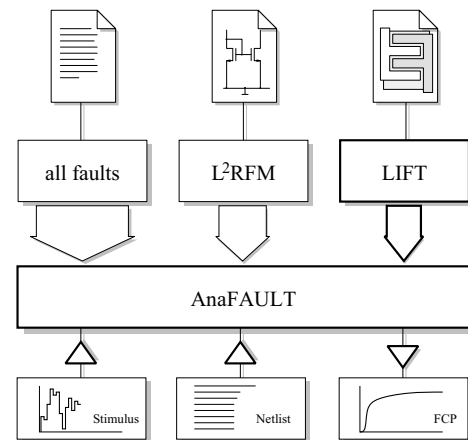 all faults
L²RFM
LIFT
AnaFAULT
Stimulus
Netlist
FCP